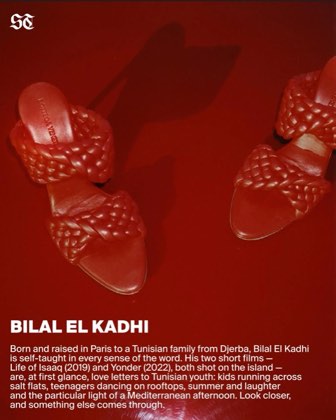 ST
BILAL EL KADHI
Born and raised in Paris to a Tunisian family from Djerba, Bilal El Kadhi
is self-taught in every sense of the word. His two short films —
Life of Isaaq (2019) and Yonder (2022), both shot on the island —
are, at first glance, love letters to Tunisian youth: kids running across
salt flats, teenagers dancing on rooftops, summer and laughter
and the particular light of a Mediterranean afternoon. Look closer,
and something else comes through.